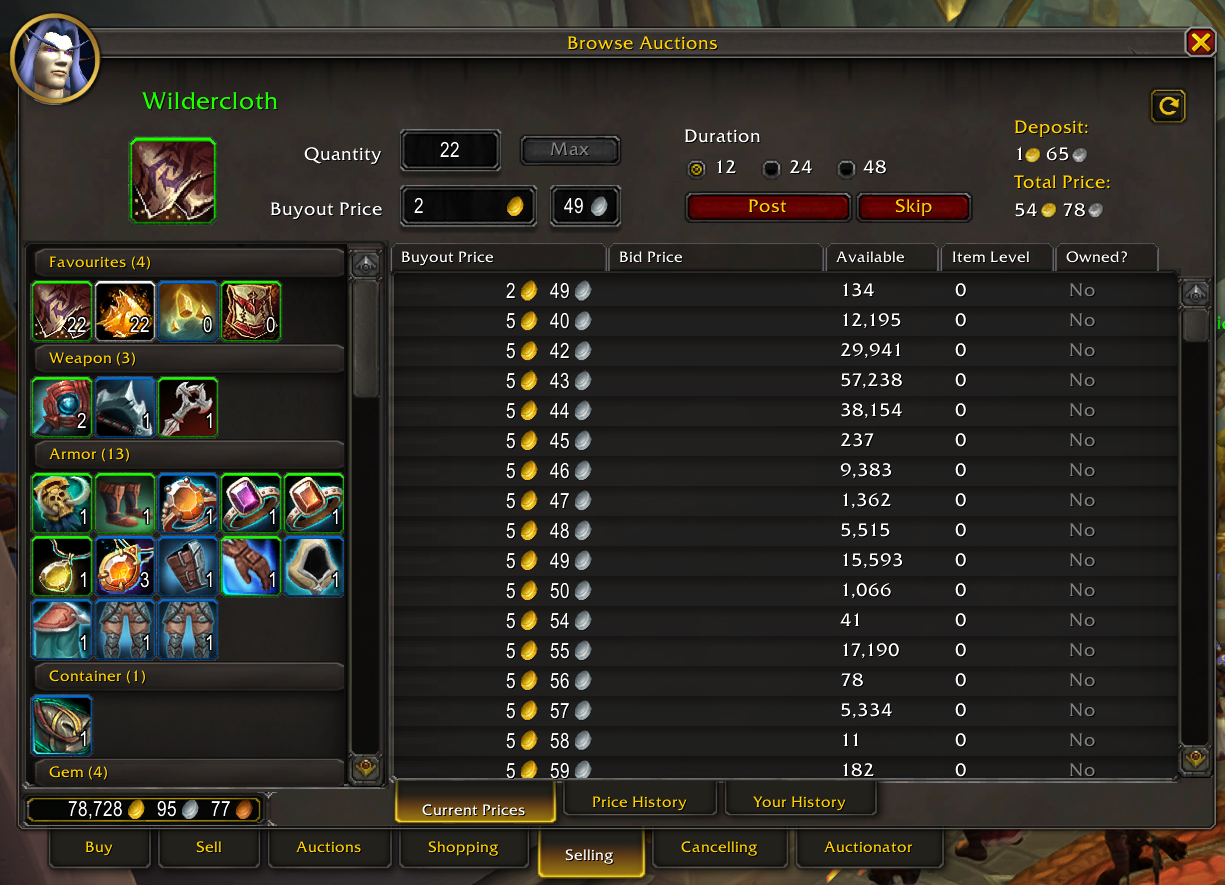 Browse Auctions
Wildercloth
Quantity 22 Max
Buyout Price 2 49
Duration
12 24 48
Post Skip
Deposit:
1 65
Total Price:
54 78
Favourites (4)
22 22 0 0
Weapon (3)
2 1 1
Armor (13)
1 1 1 1 1
1 3 1 1 1
1 1 1
Container (1)
1
Gem (4)
78,728 95 77
Buyout Price Bid Price Available Item Level Owned?
2 49 134 0 No
5 40 12,195 0 No
5 42 29,941 0 No
5 43 57,238 0 No
5 44 38,154 0 No
5 45 237 0 No
5 46 9,383 0 No
5 47 1,362 0 No
5 48 5,515 0 No
5 49 15,593 0 No
5 50 1,066 0 No
5 54 41 0 No
5 55 17,190 0 No
5 56 78 0 No
5 57 5,334 0 No
5 58 11 0 No
5 59 182 0 No
Current Prices Price History Your History
Buy Sell Auctions Shopping Selling Cancelling Auctionator